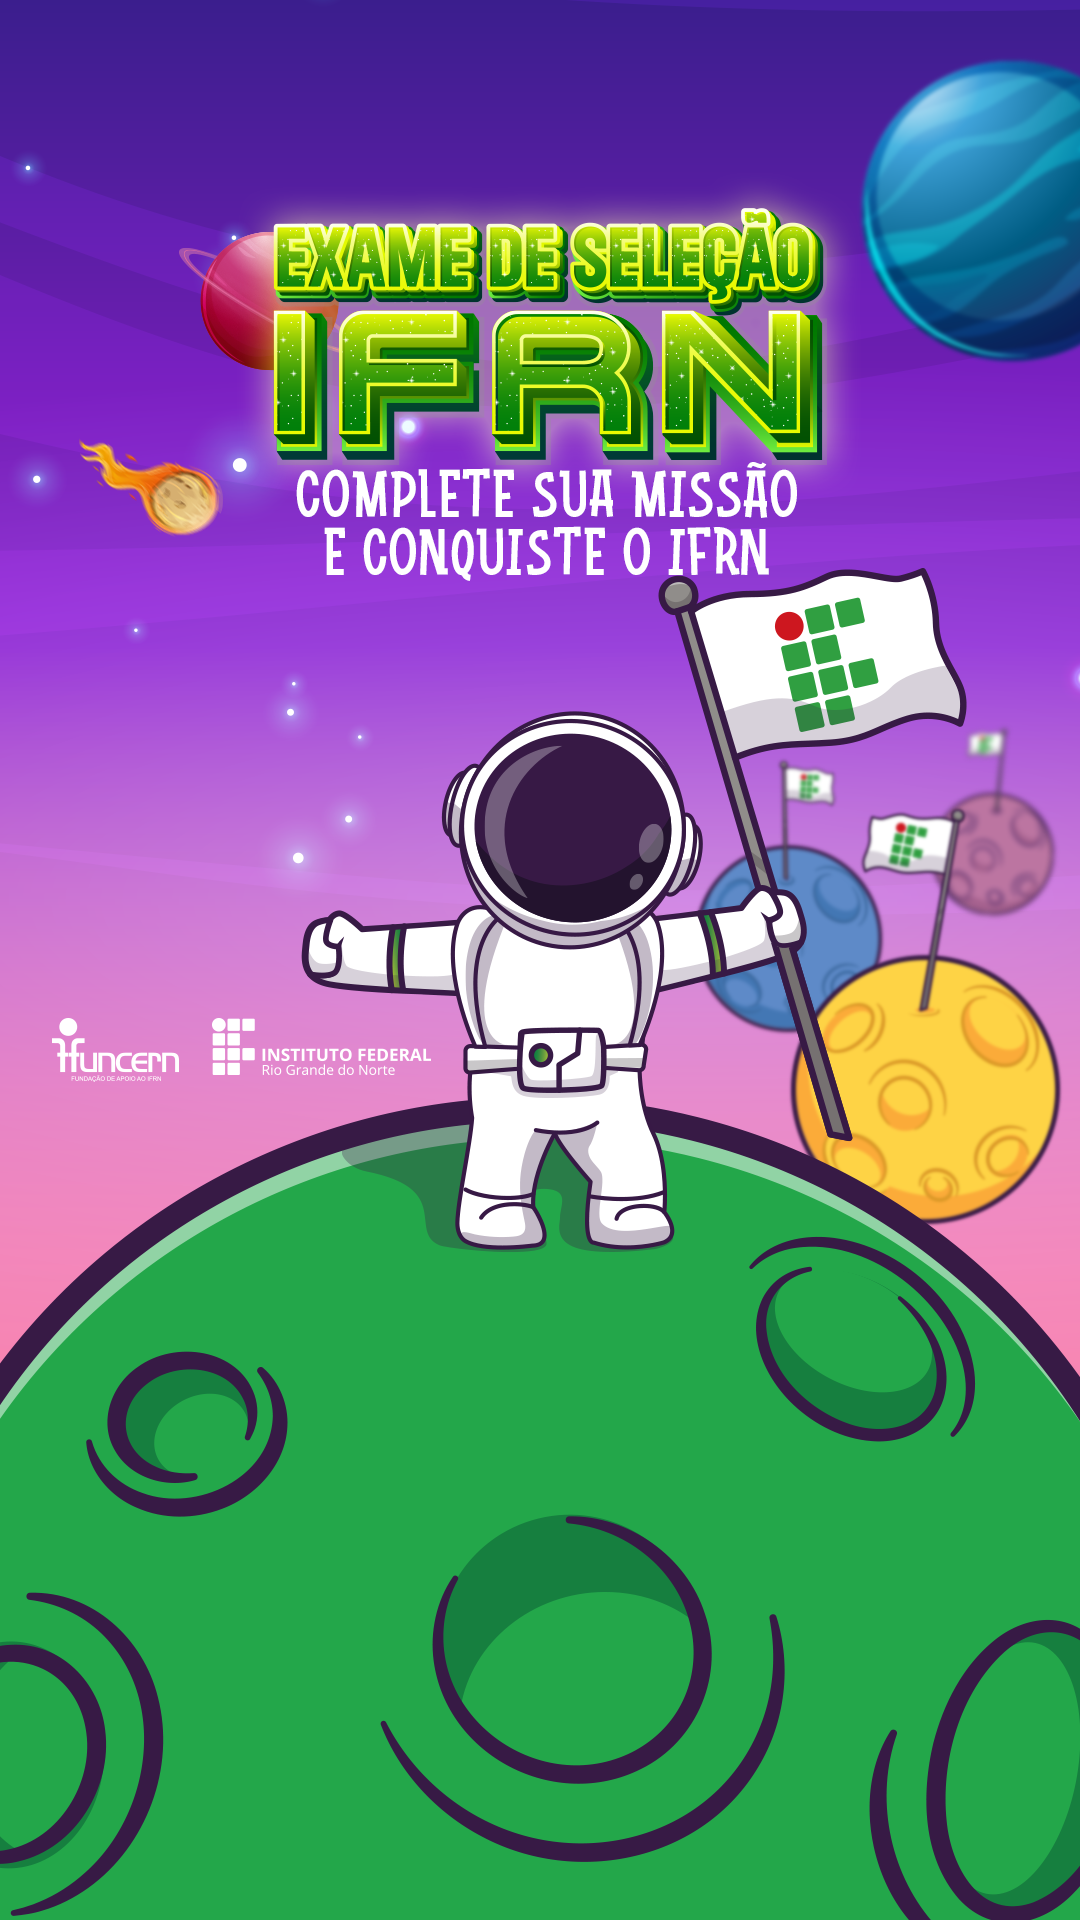 EXAME DE SELEÇÃO
IFRN
COMPLETE SUA MISSÃO
E CONQUISTE O IFRN
funcern
FUNDAÇÃO DE APOIO AO IFRN
INSTITUTO FEDERAL
Rio Grande do Norte